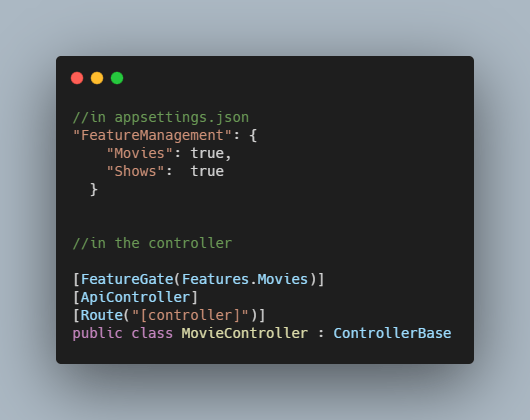 //in appsettings.json
"FeatureManagement": {
    "Movies": true,
    "Shows":  true
  }
//in the controller
[FeatureGate(Features.Movies)]
[ApiController]
[Route("[controller]")]
public class MovieController : ControllerBase